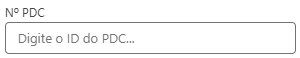 Nº PDC
Digite o ID do PDC...